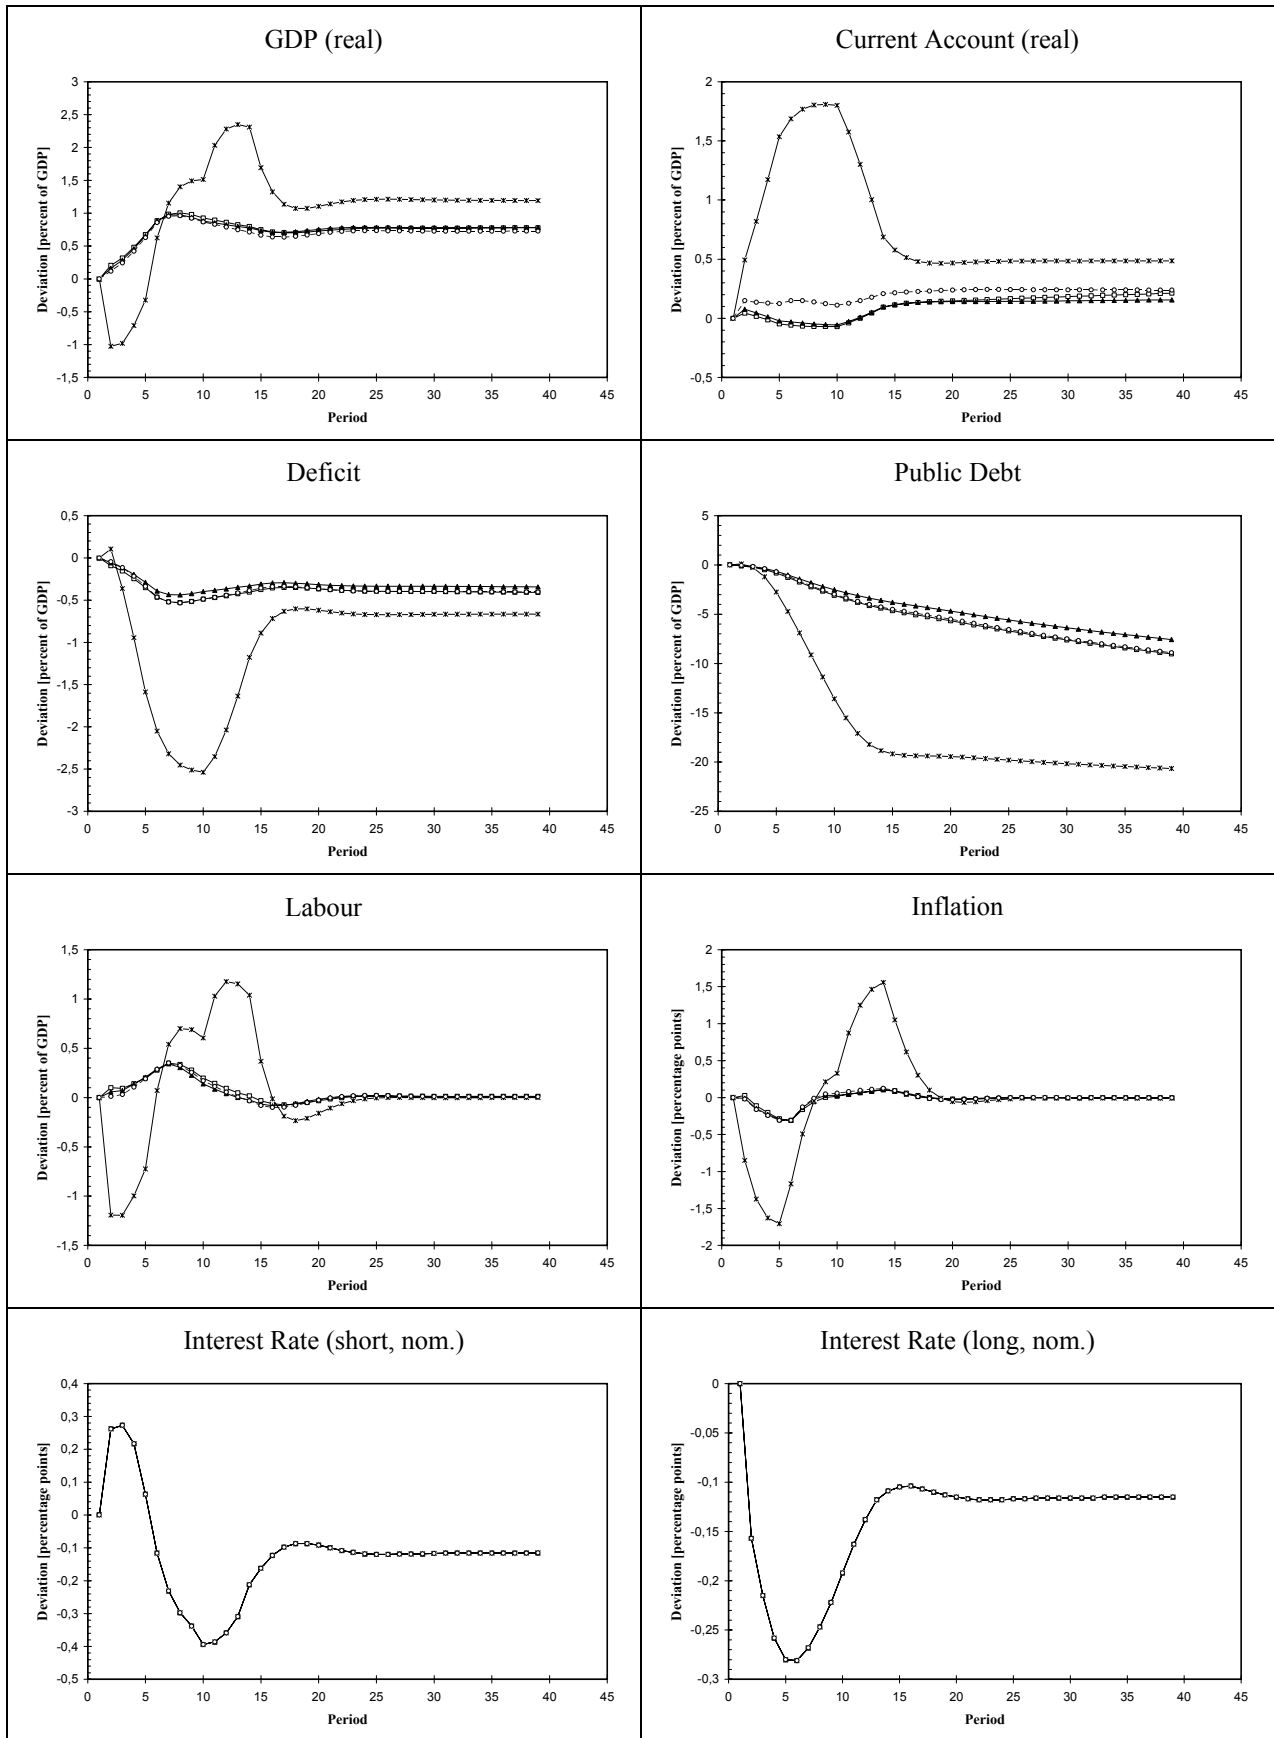 GDP (real)
Deviation [percent of GDP]
3
2,5
2
1,5
1
0,5
0
-0,5
-1
-1,5
0 5 10 15 20 25 30 35 40 45
Period
Current Account (real)
Deviation [percent of GDP]
2
1,5
1
0,5
0
-0,5
0 5 10 15 20 25 30 35 40 45
Period
Deficit
Deviation [percent of GDP]
0,5
0
-0,5
-1
-1,5
-2
-2,5
-3
0 5 10 15 20 25 30 35 40 45
Period
Public Debt
Deviation [percent of GDP]
5
0
-5
-10
-15
-20
-25
0 5 10 15 20 25 30 35 40 45
Period
Labour
Deviation [percent of GDP]
1,5
1
0,5
0
-0,5
-1
-1,5
0 5 10 15 20 25 30 35 40 45
Period
Inflation
Deviation [percentage points]
2
1,5
1
0,5
0
-0,5
-1
-1,5
-2
0 5 10 15 20 25 30 35 40 45
Period
Interest Rate (short, nom.)
Deviation [percentage points]
0,4
0,3
0,2
0,1
0
-0,1
-0,2
-0,3
-0,4
-0,5
0 5 10 15 20 25 30 35 40 45
Period
Interest Rate (long, nom.)
Deviation [percentage points]
0
-0,05
-0,1
-0,15
-0,2
-0,25
-0,3
0 5 10 15 20 25 30 35 40 45
Period